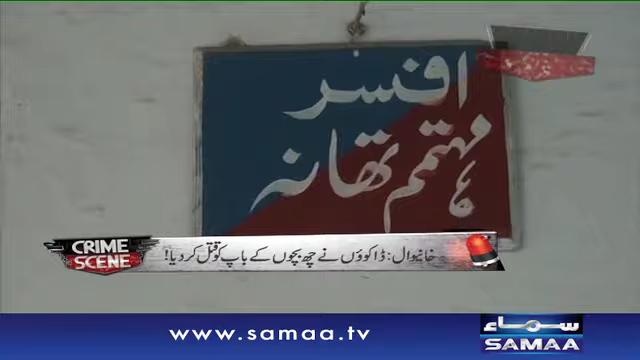 افسر
مہتمم تھانہ
CRIME
SCENE
خانیوال: ڈاکوؤں نے چھ بچوں کے باپ کو قتل کر دیا!
www.samaa.tv
سماء
SAMAA